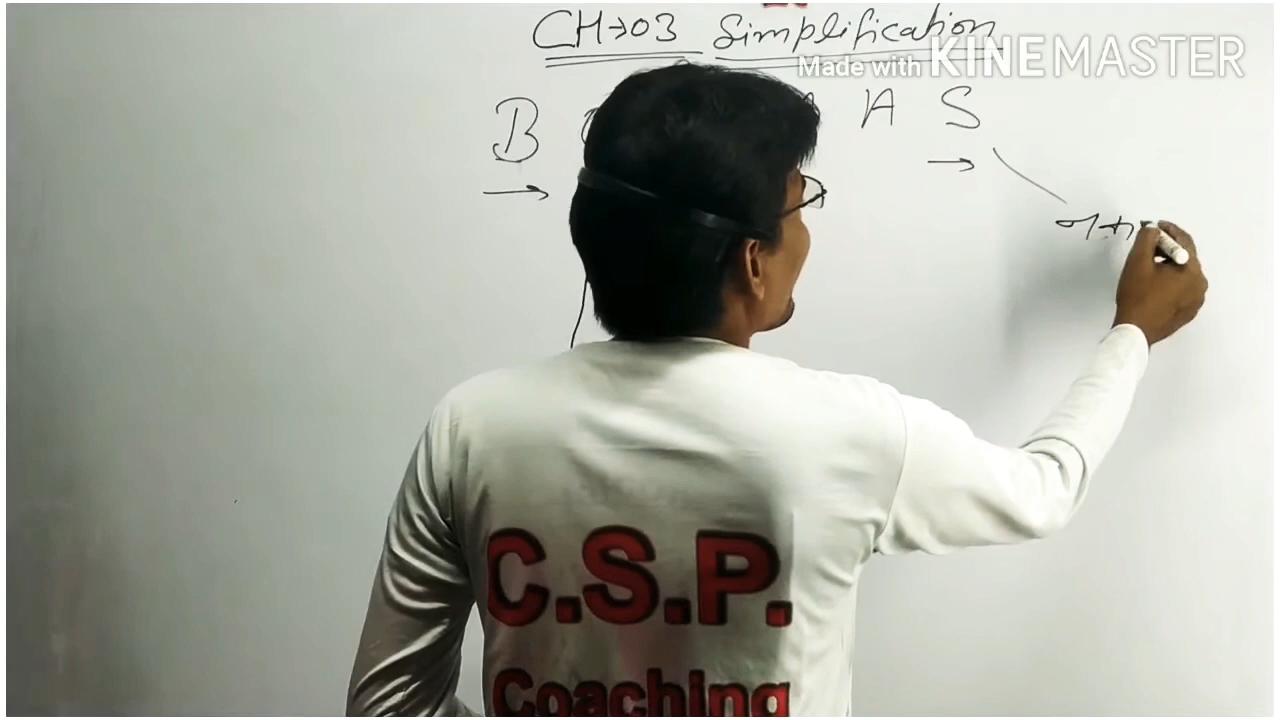 CH→03 Simplification
Made with KINEMASTER
B A S
→ →
C.S.P.
Coaching